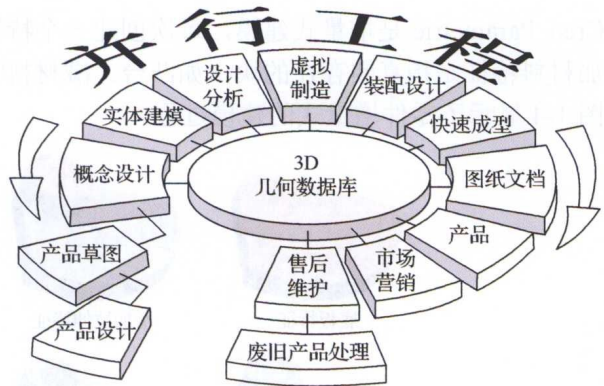 并行工程
虚拟
制造
设计
分析
装配设计
实体建模
快速成型
概念设计
3D
几何数据库
图纸文档
产品草图
产品
售后
维护
市场
营销
产品设计
废旧产品处理